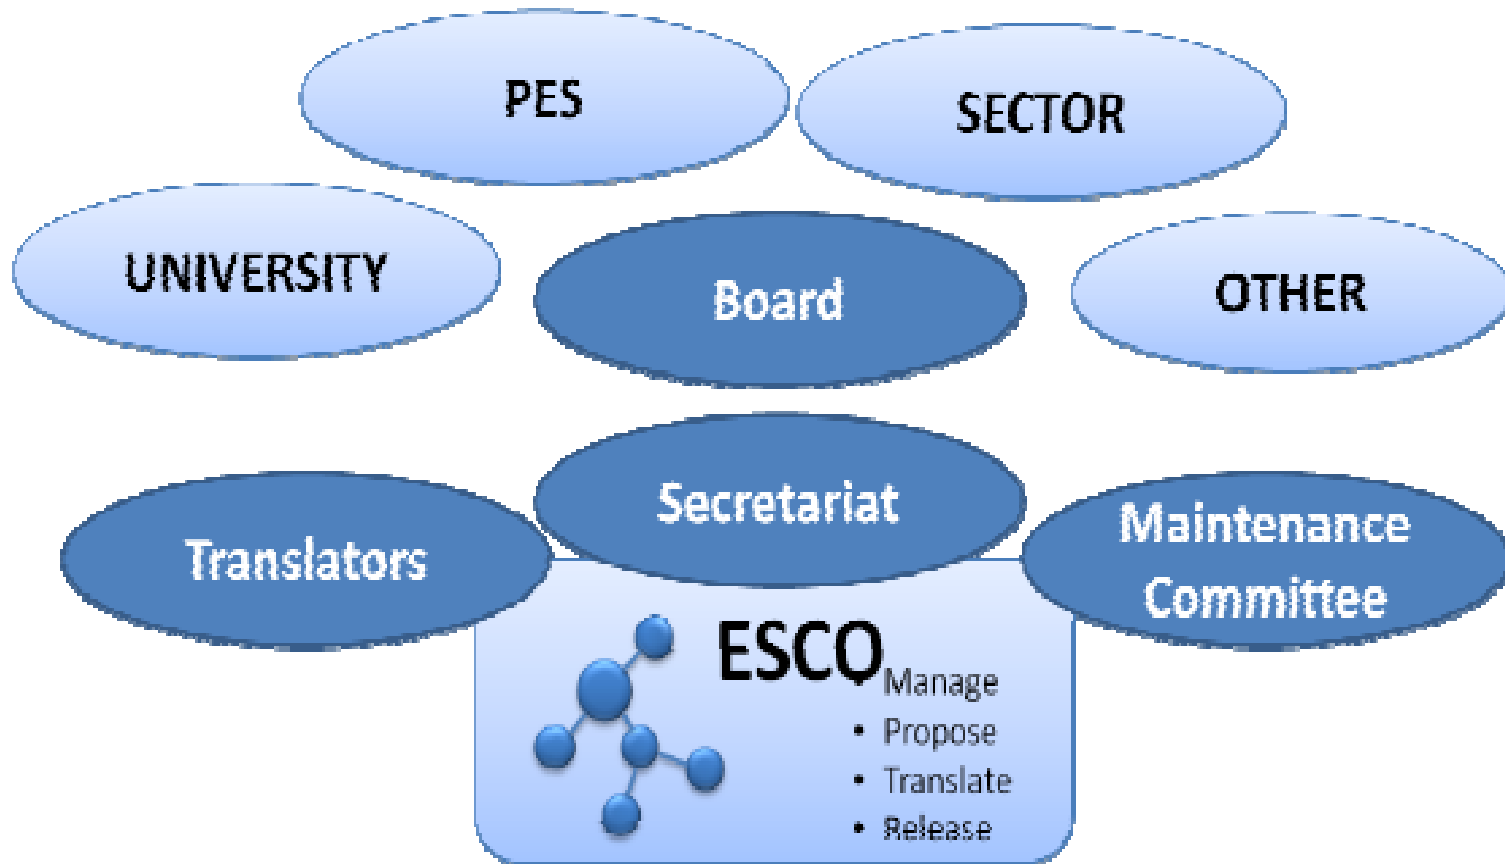 PES
SECTOR
UNIVERSITY
Board
OTHER
Secretariat
Translators
Maintenance
Committee
ESCO
• Manage
• Propose
• Translate
• Release